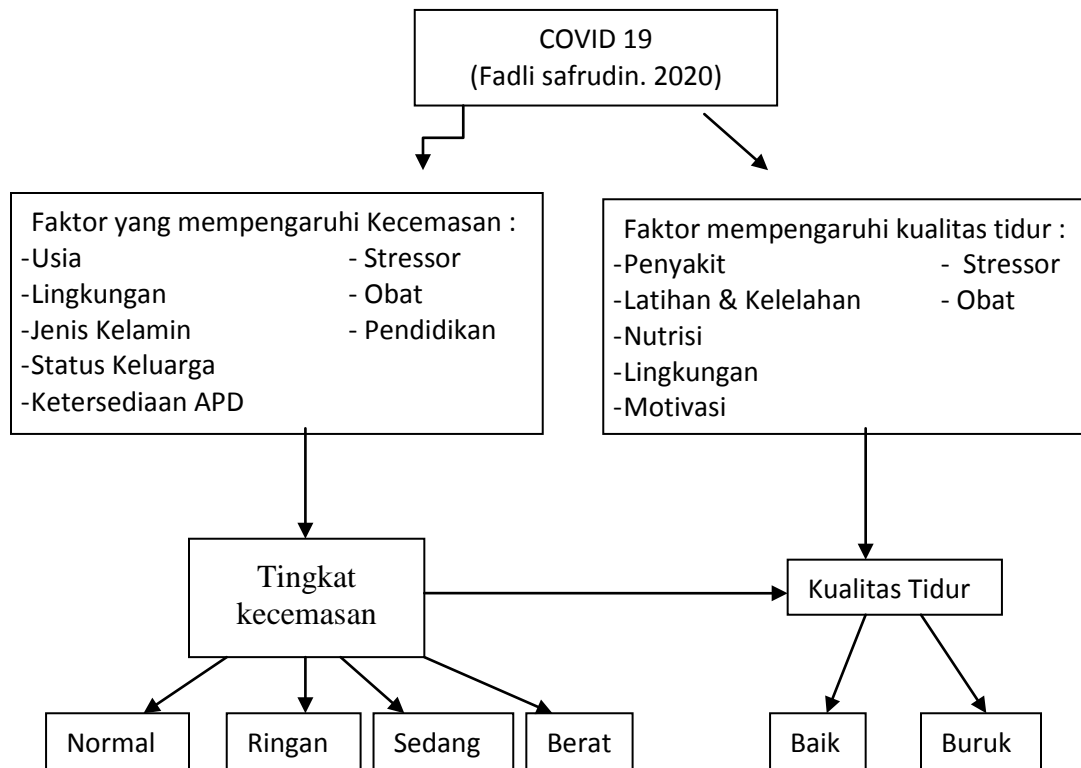 COVID 19
(Fadli safrudin. 2020)
Faktor yang mempengaruhi Kecemasan :
-Usia - Stressor
-Lingkungan - Obat
-Jenis Kelamin - Pendidikan
-Status Keluarga
-Ketersediaan APD
Faktor mempengaruhi kualitas tidur :
-Penyakit - Stressor
-Latihan & Kelelahan - Obat
-Nutrisi
-Lingkungan
-Motivasi
Tingkat
kecemasan
Kualitas Tidur
Normal
Ringan
Sedang
Berat
Baik
Buruk